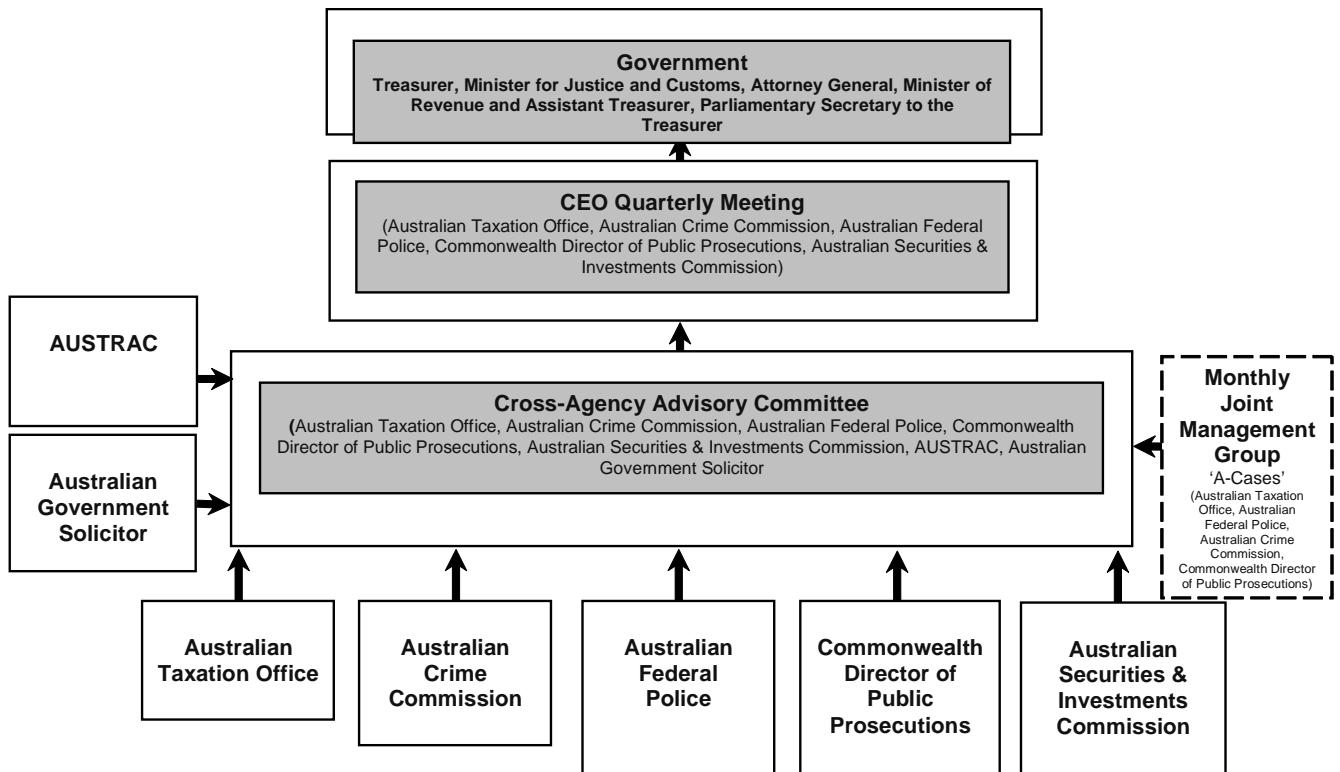 Government
Treasurer, Minister for Justice and Customs, Attorney General, Minister of
Revenue and Assistant Treasurer, Parliamentary Secretary to the
Treasurer
CEO Quarterly Meeting
(Australian Taxation Office, Australian Crime Commission, Australian Federal
Police, Commonwealth Director of Public Prosecutions, Australian Securities &
Investments Commission)
AUSTRAC
Australian
Government
Solicitor
Cross-Agency Advisory Committee
(Australian Taxation Office, Australian Crime Commission, Australian Federal Police, Commonwealth
Director of Public Prosecutions, Australian Securities & Investments Commission, AUSTRAC, Australian
Government Solicitor
Monthly
Joint
Management
Group
‘A-Cases’
(Australian Taxation
Office, Australian
Federal Police,
Australian Crime
Commission,
Commonwealth Director
of Public Prosecutions)
Australian
Taxation Office
Australian
Crime
Commission
Australian
Federal
Police
Commonwealth
Director of
Public
Prosecutions
Australian
Securities &
Investments
Commission